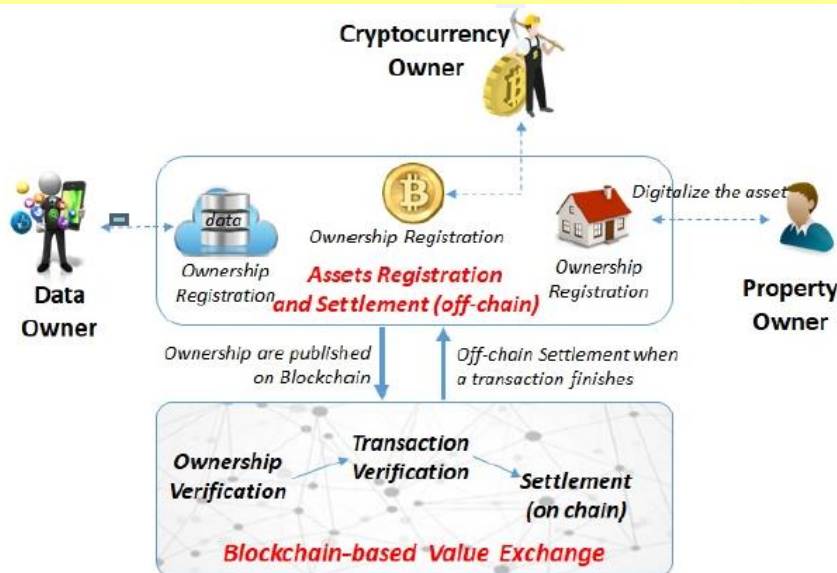 Cryptocurrency
Owner
data
Ownership
Registration
Ownership Registration
Digitalize the asset
Ownership
Registration
Assets Registration
and Settlement (off-chain)
Data
Owner
Property
Owner
Ownership are published
on Blockchain
Off-chain Settlement when
a transaction finishes
Ownership
Verification
Transaction
Verification
Settlement
(on chain)
Blockchain-based Value Exchange